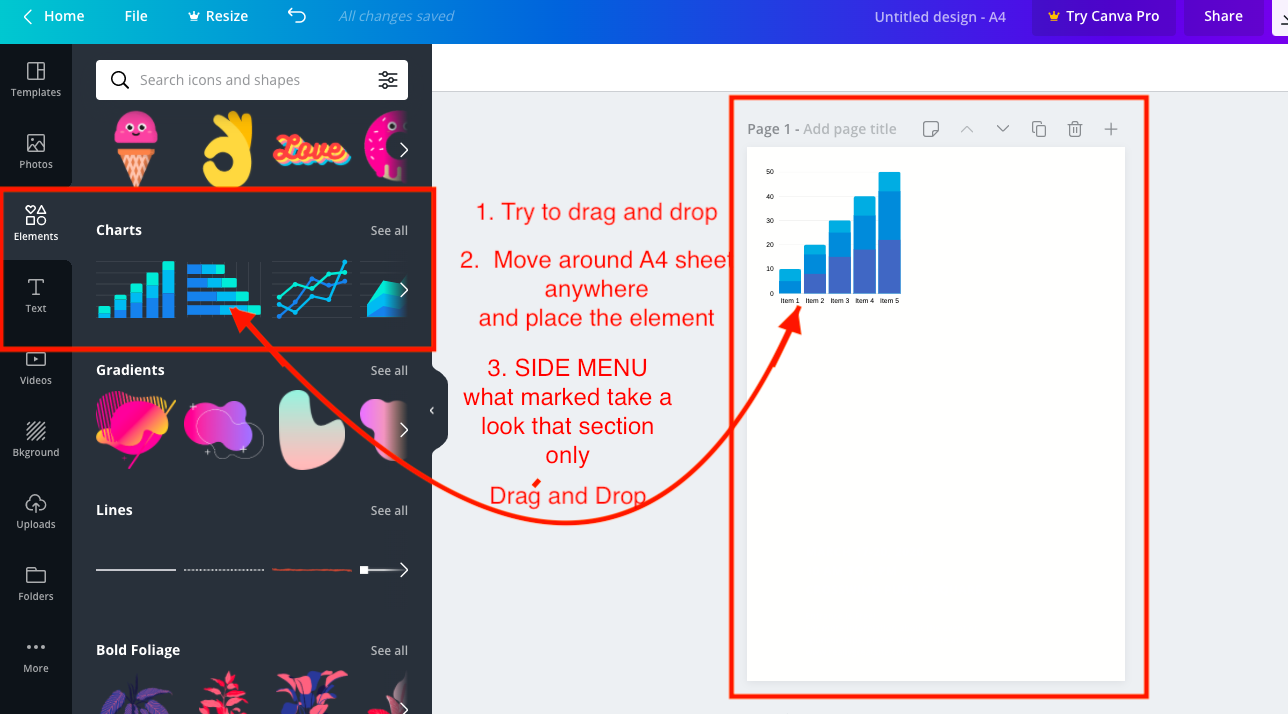 Home File Resize All changes saved Untitled design - A4 Try Canva Pro Share
Templates
Photos
Elements
Text
Videos
Bkground
Uploads
Folders
More
Search icons and shapes
Love
Charts See all
Gradients See all
Lines See all
Bold Foliage See all
1. Try to drag and drop
2. Move around A4 sheet
anywhere
and place the element
3. SIDE MENU
what marked take a
look that section
only
Drag and Drop
Page 1 - Add page title
50
40
30
20
10
0
Item 1 Item 2 Item 3 Item 4 Item 5